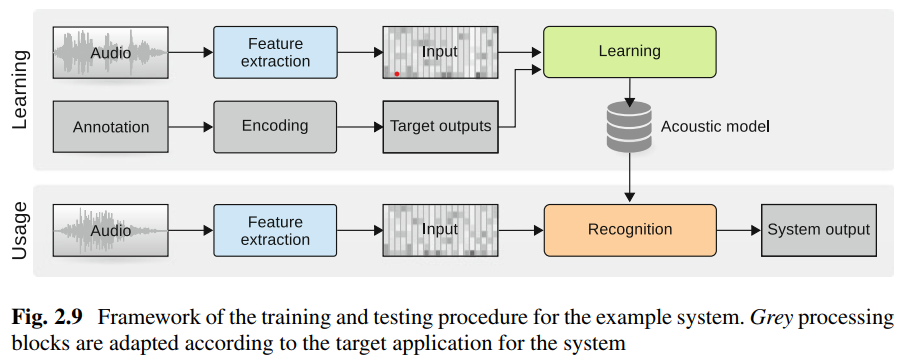 Learning
Audio
Feature
extraction
Input
Learning
Annotation
Encoding
Target outputs
Acoustic model
Usage
Audio
Feature
extraction
Input
Recognition
System output
Fig. 2.9 Framework of the training and testing procedure for the example system. Grey processing
blocks are adapted according to the target application for the system